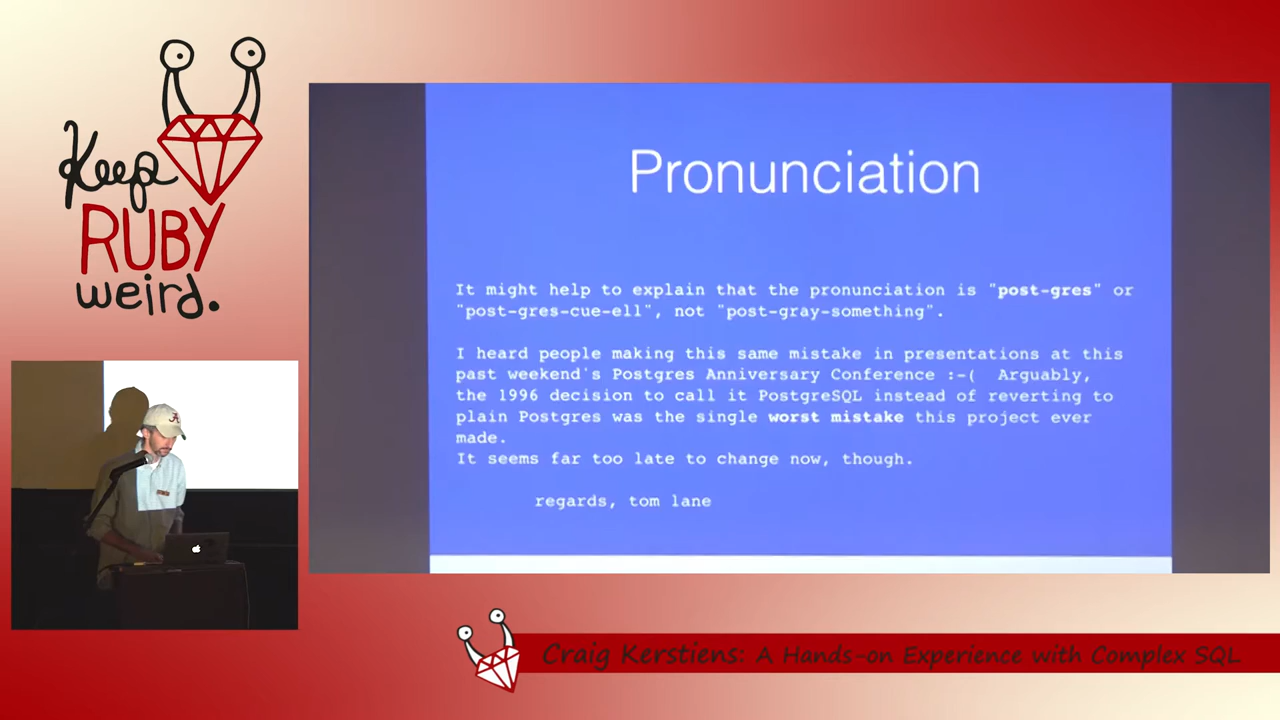 Keep
RUBY
weird.
Pronunciation
It might help to explain that the pronunciation is "post-gres" or
"post-gres-cue-ell", not "post-gray-something".
I heard people making this same mistake in presentations at this
past weekend's Postgres Anniversary Conference :-(  Arguably,
the 1996 decision to call it PostgreSQL instead of reverting to
plain Postgres was the single worst mistake this project ever
made.
It seems far too late to change now, though.
regards, tom lane
Craig Kerstiens: A Hands-on Experience with Complex SQL